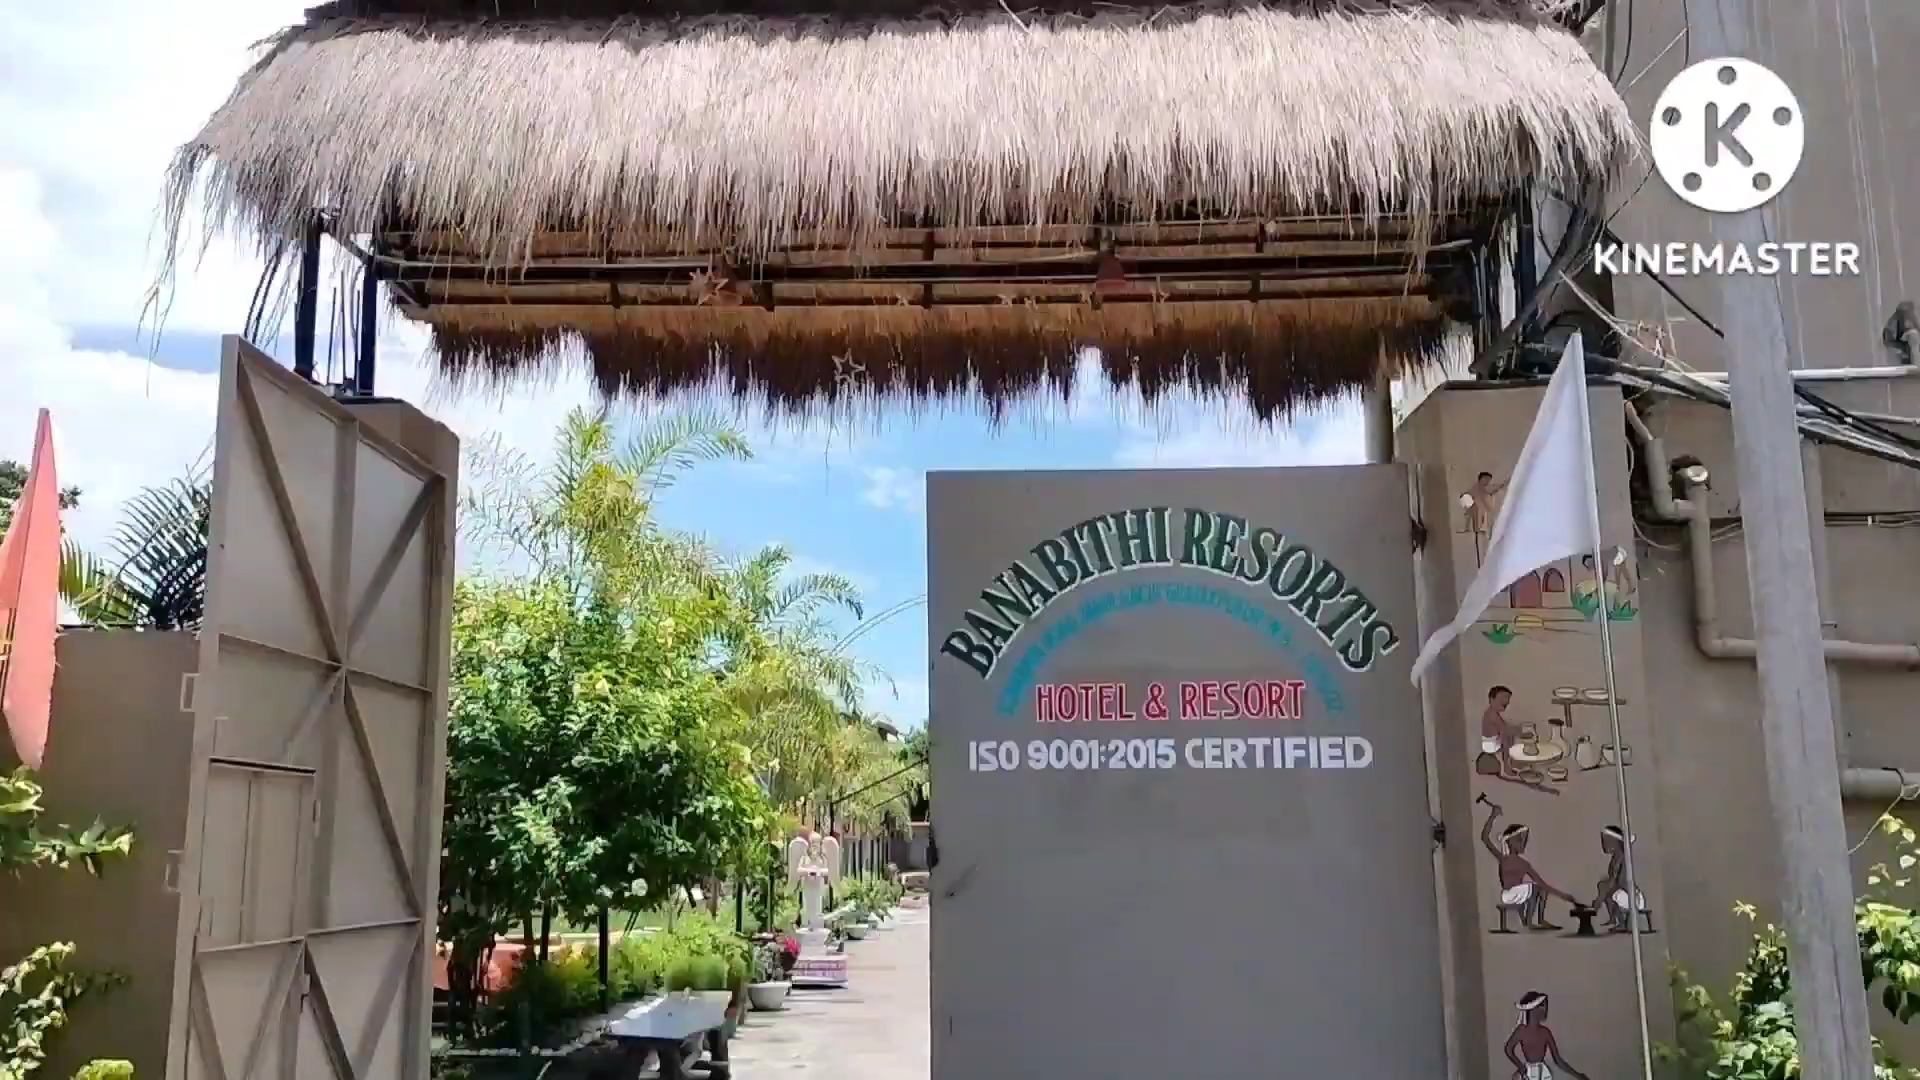 K
KINEMASTER
BANABITHI RESORTS
HOTEL & RESORT
ISO 9001:2015 CERTIFIED